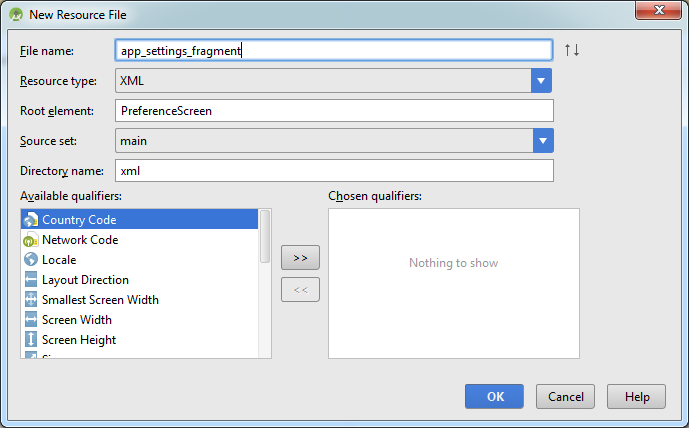 New Resource File
File name: app_settings_fragment
Resource type: XML
Root element: PreferenceScreen
Source set: main
Directory name: xml
Available qualifiers: Chosen qualifiers:
Country Code
Network Code
Locale
Layout Direction
Smallest Screen Width
Screen Width
Screen Height
>>
<<
Nothing to show
OK Cancel Help